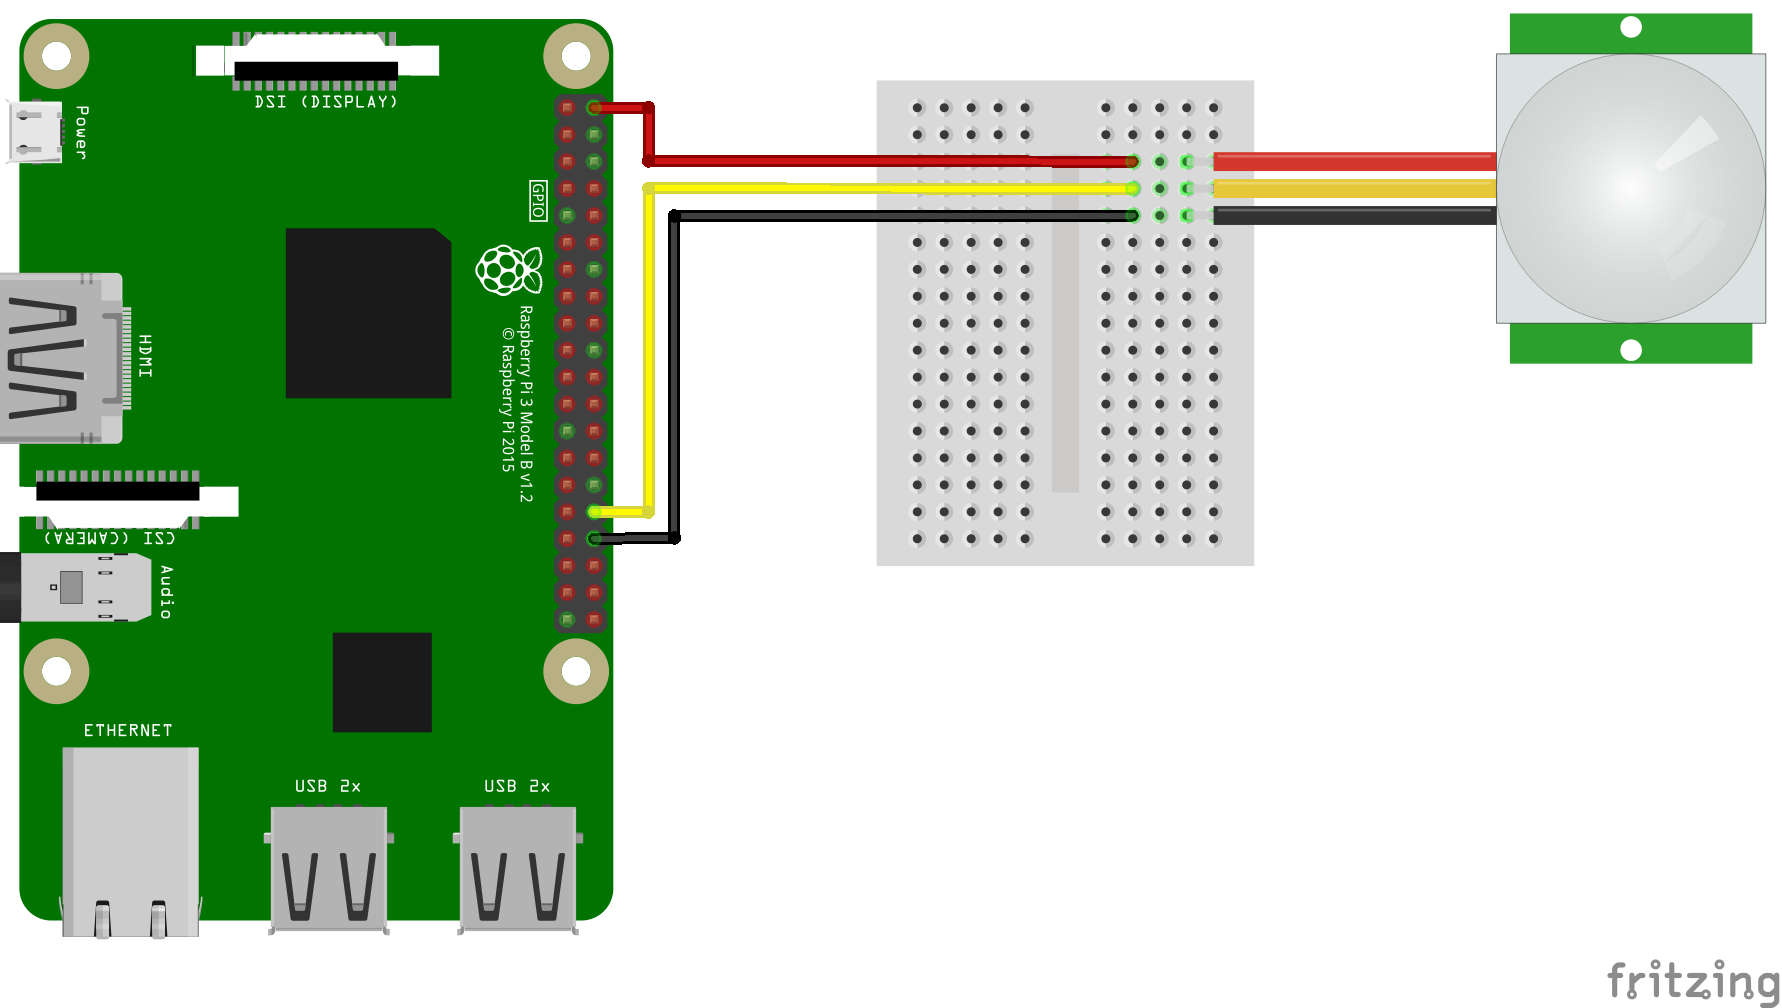 DSI (DISPLAY)
Power
GPIO
HDMI
Raspberry Pi 3 Model B v1.2
© Raspberry Pi 2015
CSI (CAMERA)
Audio
ETHERNET
USB 2x
USB 2x
fritzing